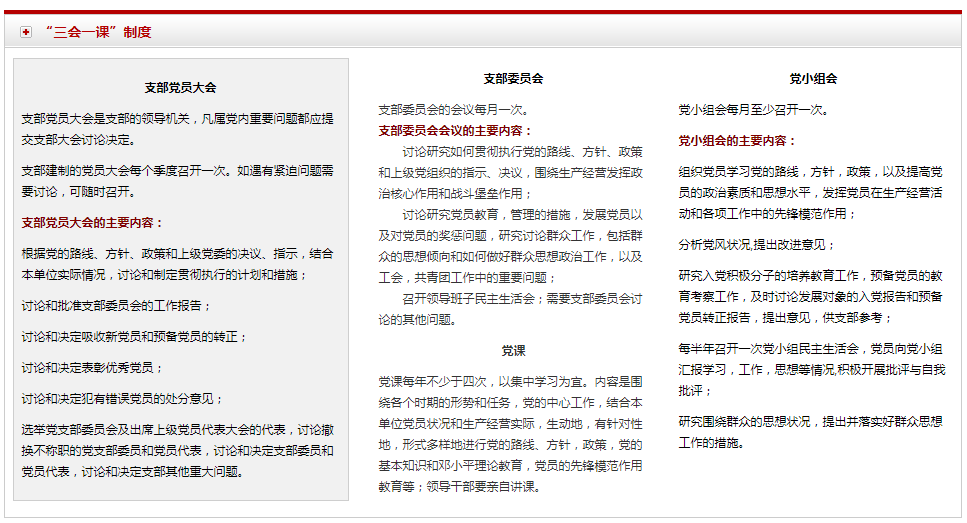 “三会一课”制度
支部党员大会
支部党员大会是支部的领导机关，凡属党内重要问题都应提
交支部大会讨论决定。
支部建制的党员大会每个季度召开一次。如遇有紧迫问题需
要讨论，可随时召开。
支部党员大会的主要内容：
根据党的路线、方针、政策和上级党委的决议、指示，结合
本单位实际情况，讨论和制定贯彻执行的计划和措施；
讨论和批准支部委员会的工作报告；
讨论和决定吸收新党员和预备党员的转正；
讨论和决定表彰优秀党员；
讨论和决定犯有错误党员的处分意见；
选举党支部委员会及出席上级党员代表大会的代表，讨论撤
换不称职的党支部委员和党员代表，讨论和决定支部委员和
党员代表，讨论和决定支部其他重大问题。
支部委员会
支部委员会的会议每月一次。
支部委员会会议的主要内容：
讨论研究如何贯彻执行党的路线、方针、政策
和上级党组织的指示、决议，围绕生产经营发挥政
治核心作用和战斗堡垒作用；
讨论研究党员教育，管理的措施，发展党员以
及对党员的奖惩问题，研究讨论群众工作，包括群
众的思想倾向和如何做好群众思想政治工作，以及
工会，共青团工作中的重要问题；
召开领导班子民主生活会；需要支部委员会讨
论的其他问题。
党课
党课每年不少于四次，以集中学习为宜。内容是围
绕各个时期的形势和任务，党的中心工作，结合本
单位党员状况和生产经营实际，生动地，有针对性
地，形式多样地进行党的路线、方针，政策，党的
基本知识和邓小平理论教育，党员的先锋模范作用
教育等；领导干部要亲自讲课。
党小组会
党小组会每月至少召开一次。
党小组会的主要内容：
组织党员学习党的路线，方针，政策，以及提高党
员的政治素质和思想水平，发挥党员在生产经营活
动和各项工作中的先锋模范作用；
分析党风状况,提出改进意见；
研究入党积极分子的培养教育工作，预备党员的教
育考察工作，及时讨论发展对象的入党报告和预备
党员转正报告，提出意见，供支部参考；
每半年召开一次党小组民主生活会，党员向党小组
汇报学习，工作，思想等情况,积极开展批评与自我
批评；
研究围绕群众的思想状况，提出并落实好群众思想
工作的措施。